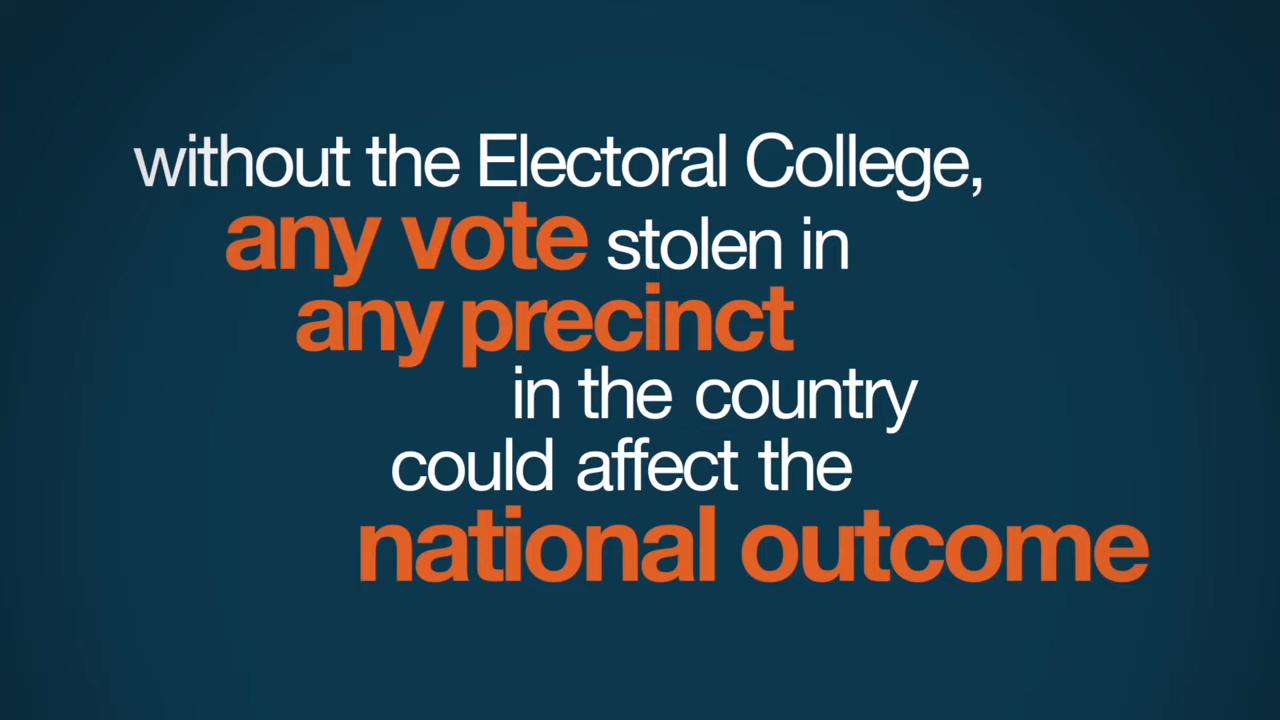 without the Electoral College,
any vote stolen in
any precinct
in the country
could affect the
national outcome